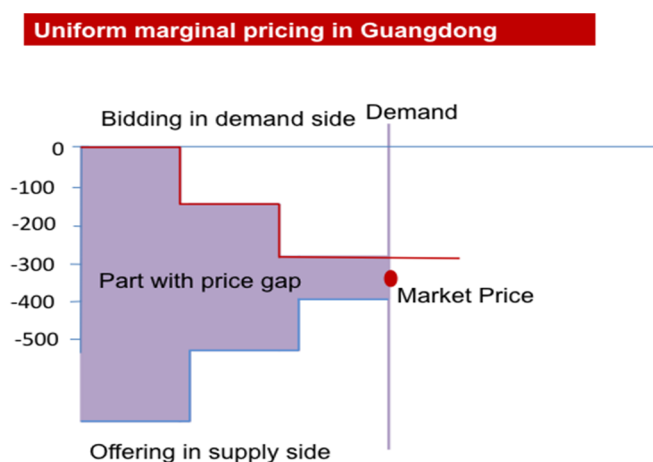 Uniform marginal pricing in Guangdong
Bidding in demand side
Demand
0
-100
-200
-300
-400
-500
Part with price gap
Market Price
Offering in supply side